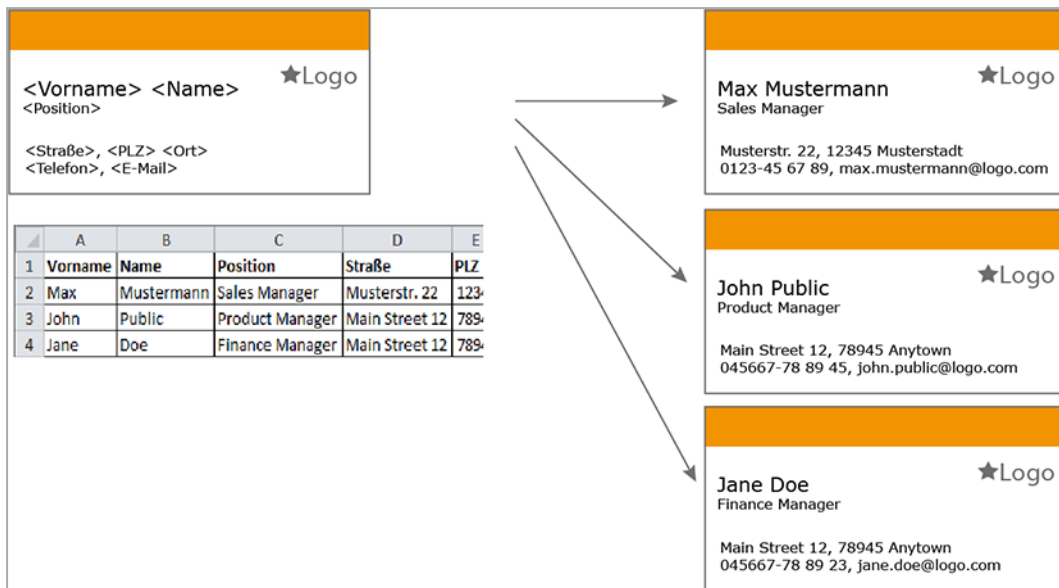 Logo
<Vorname> <Name>
<Position>
<Straße>, <PLZ> <Ort>
<Telefon>, <E-Mail>
A B C D E
1 Vorname Name Position Straße PLZ
2 Max Mustermann Sales Manager Musterstr. 22 1234
3 John Public Product Manager Main Street 12 7894
4 Jane Doe Finance Manager Main Street 12 7894
Logo
Max Mustermann
Sales Manager
Musterstr. 22, 12345 Musterstadt
0123-45 67 89, max.mustermann@logo.com
Logo
John Public
Product Manager
Main Street 12, 78945 Anytown
045667-78 89 45, john.public@logo.com
Logo
Jane Doe
Finance Manager
Main Street 12, 78945 Anytown
045667-78 89 23, jane.doe@logo.com